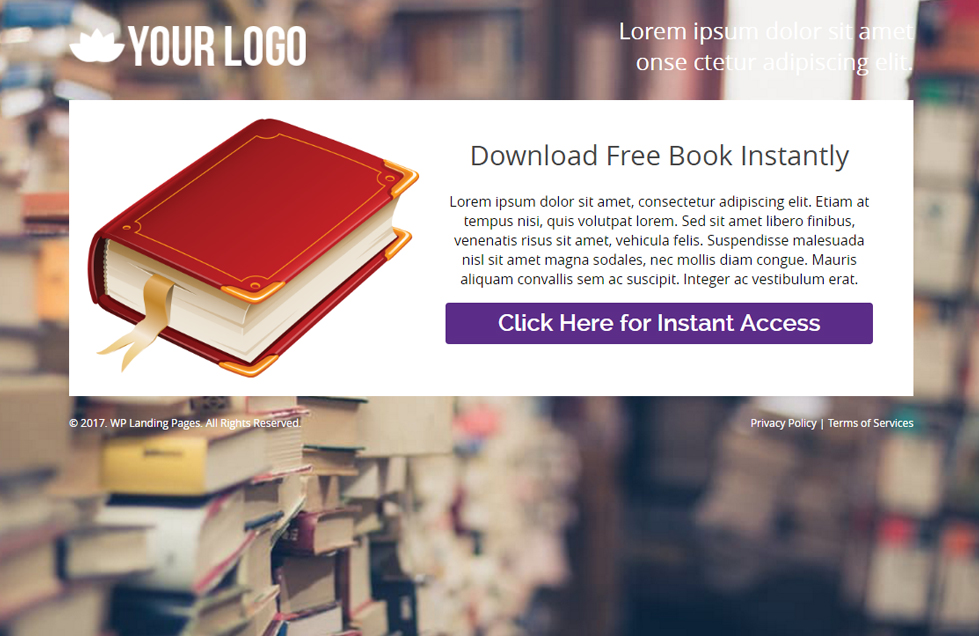 YOUR LOGO
Lorem ipsum dolor sit amet
onse ctetur adipiscing elit.
Download Free Book Instantly
Lorem ipsum dolor sit amet, consectetur adipiscing elit. Etiam at
tempus nisi, quis volutpat lorem. Sed sit amet libero finibus,
venenatis risus sit amet, vehicula felis. Suspendisse malesuada
nisl sit amet magna sodales, nec mollis diam congue. Mauris
aliquam convallis sem ac suscipit. Integer ac vestibulum erat.
Click Here for Instant Access
© 2017. WP Landing Pages. All Rights Reserved.
Privacy Policy | Terms of Services